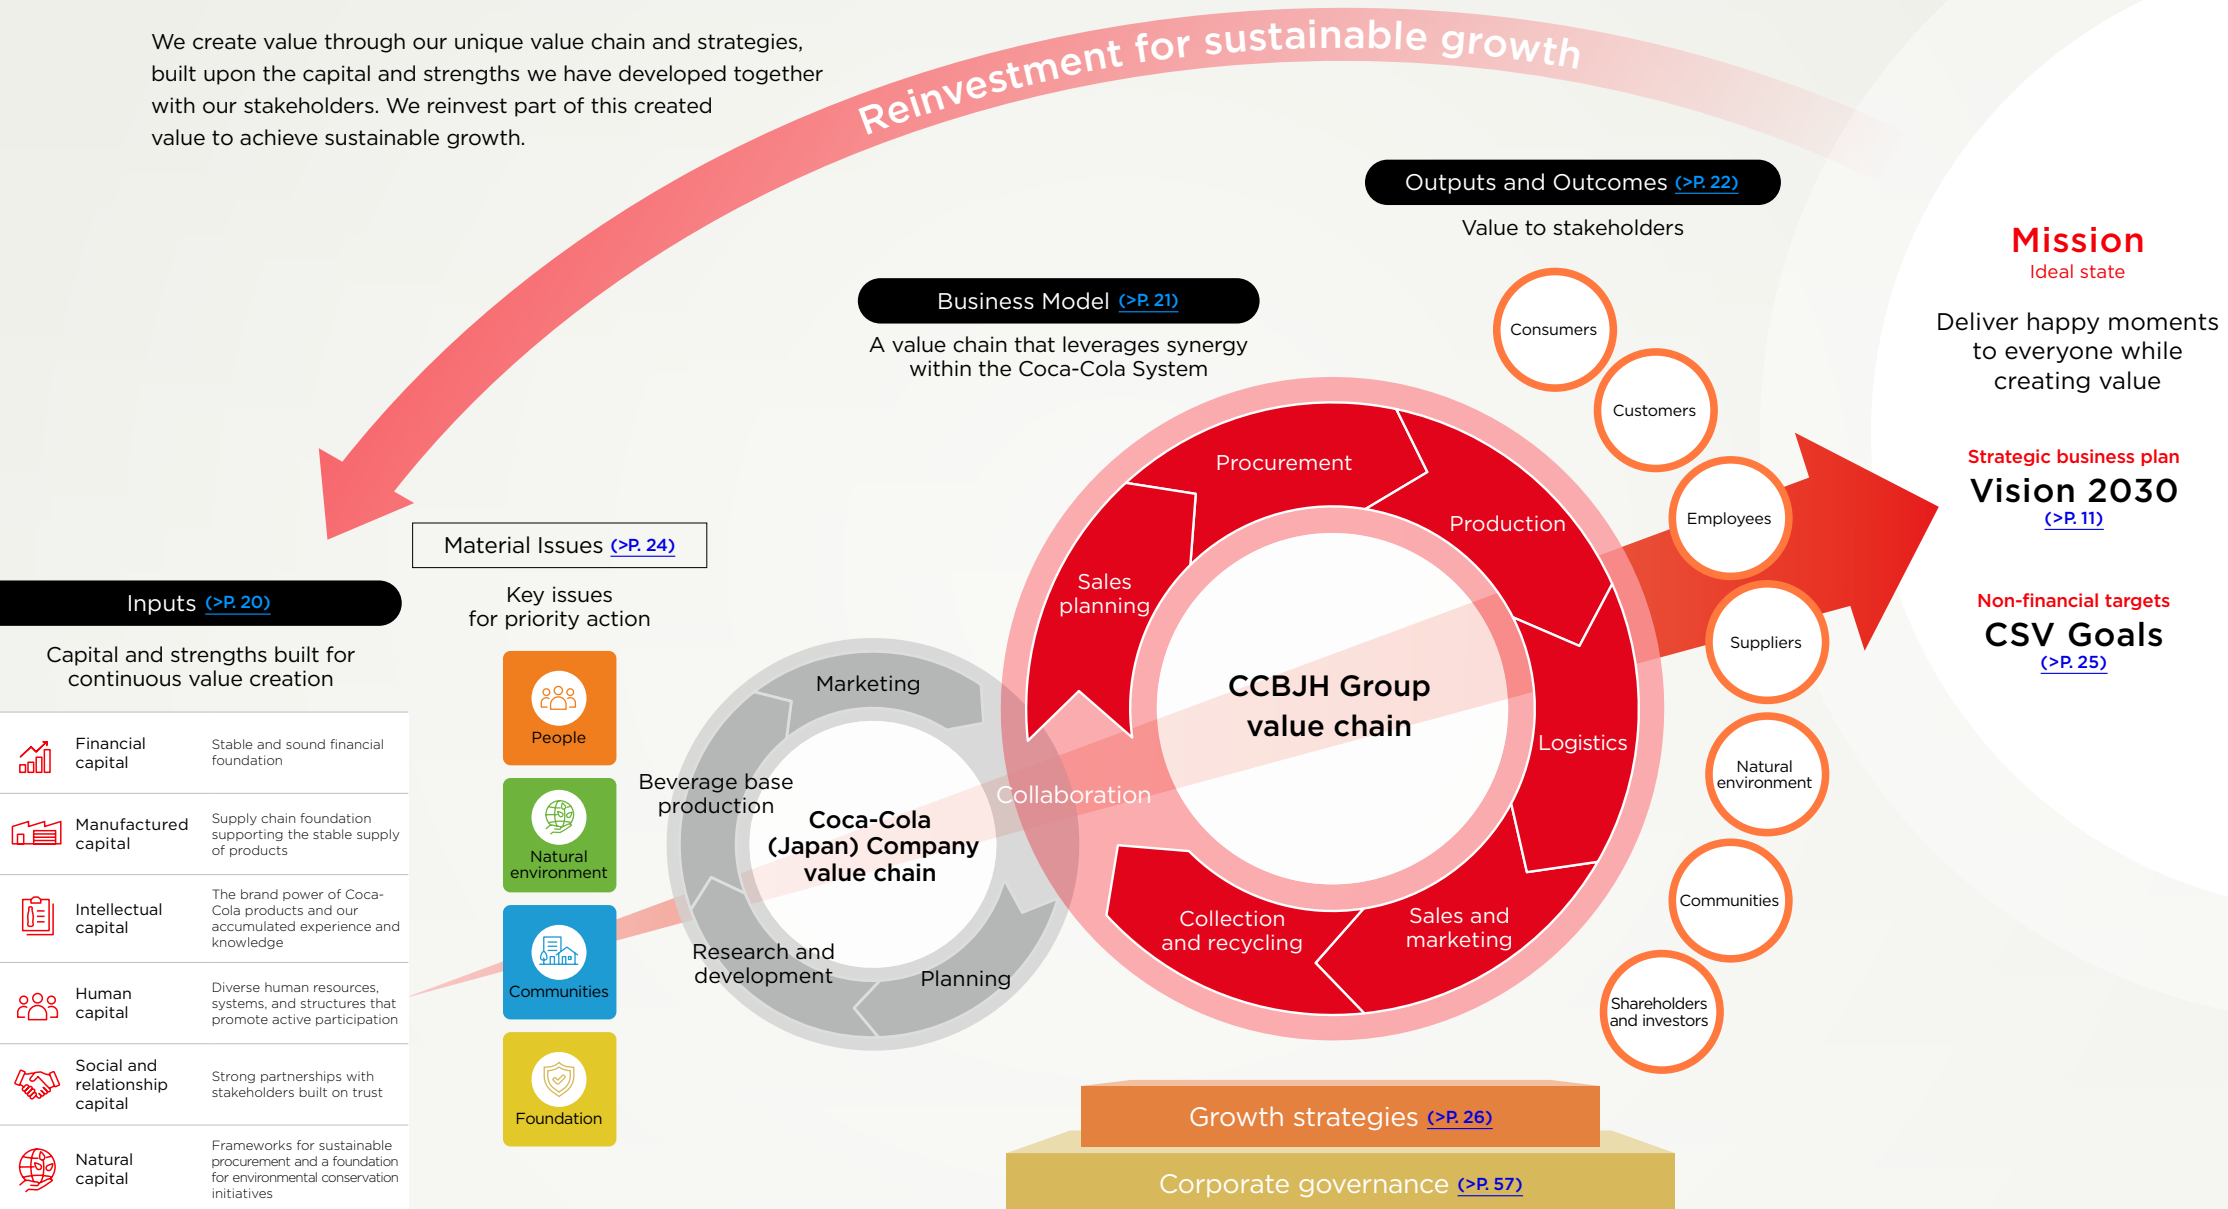 We create value through our unique value chain and strategies,
built upon the capital and strengths we have developed together
with our stakeholders. We reinvest part of this created
value to achieve sustainable growth.
Reinvestment for sustainable growth
Inputs (>P. 20)
Capital and strengths built for
continuous value creation
Financial
capital
Stable and sound financial
foundation
Manufactured
capital
Supply chain foundation
supporting the stable supply
of products
Intellectual
capital
The brand power of Coca-
Cola products and our
accumulated experience and
knowledge
Human
capital
Diverse human resources,
systems, and structures that
promote active participation
Social and
relationship
capital
Strong partnerships with
stakeholders built on trust
Natural
capital
Frameworks for sustainable
procurement and a foundation
for environmental conservation
initiatives
Material Issues (>P. 24)
Key issues
for priority action
People
Natural
environment
Communities
Foundation
Business Model (>P. 21)
A value chain that leverages synergy
within the Coca-Cola System
Marketing
Beverage base
production
Research and
development
Planning
Coca-Cola
(Japan) Company
value chain
Collaboration
Sales
planning
Procurement
Production
Logistics
Sales and
marketing
Collection
and recycling
CCBJH Group
value chain
Growth strategies (>P. 26)
Corporate governance (>P. 57)
Outputs and Outcomes (>P. 22)
Value to stakeholders
Consumers
Customers
Employees
Suppliers
Natural
environment
Communities
Shareholders
and investors
Mission
Ideal state
Deliver happy moments
to everyone while
creating value
Strategic business plan
Vision 2030
(>P. 11)
Non-financial targets
CSV Goals
(>P. 25)